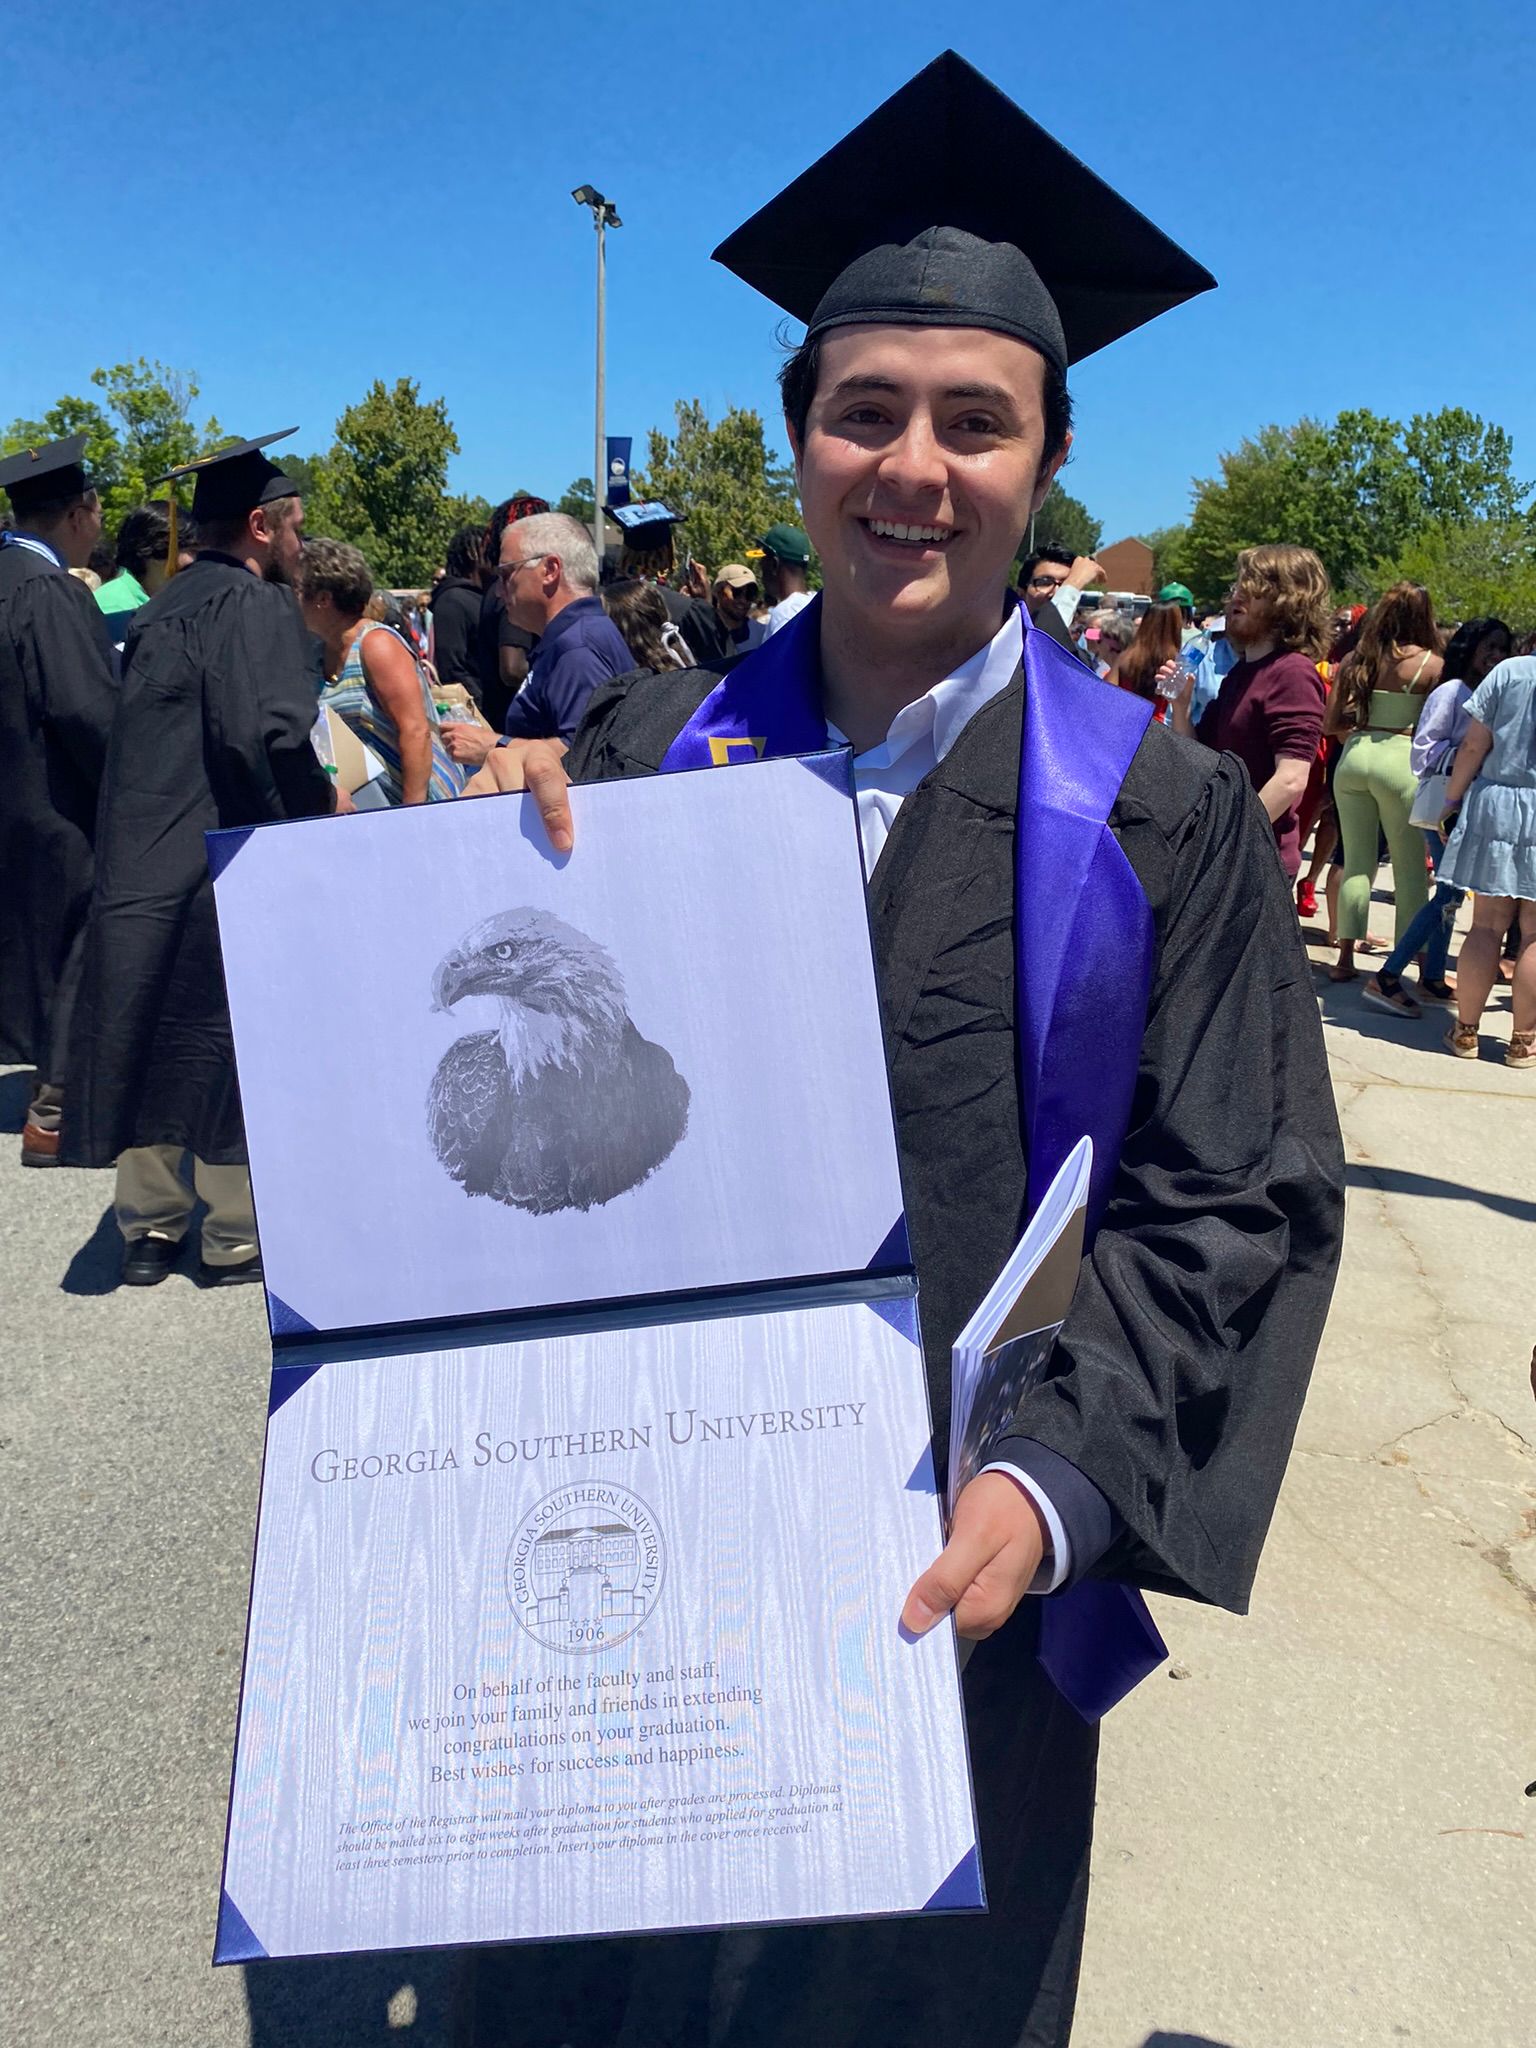 GEORGIA SOUTHERN UNIVERSITY
GEORGIA SOUTHERN UNIVERSITY
1906
On behalf of the faculty and staff,
we join your family and friends in extending
congratulations on your graduation.
Best wishes for success and happiness.
The Office of the Registrar will mail your diploma to you after grades are processed. Diplomas
should be mailed six to eight weeks after graduation for students who applied for graduation at
least three semesters prior to completion. Insert your diploma in the cover once received.